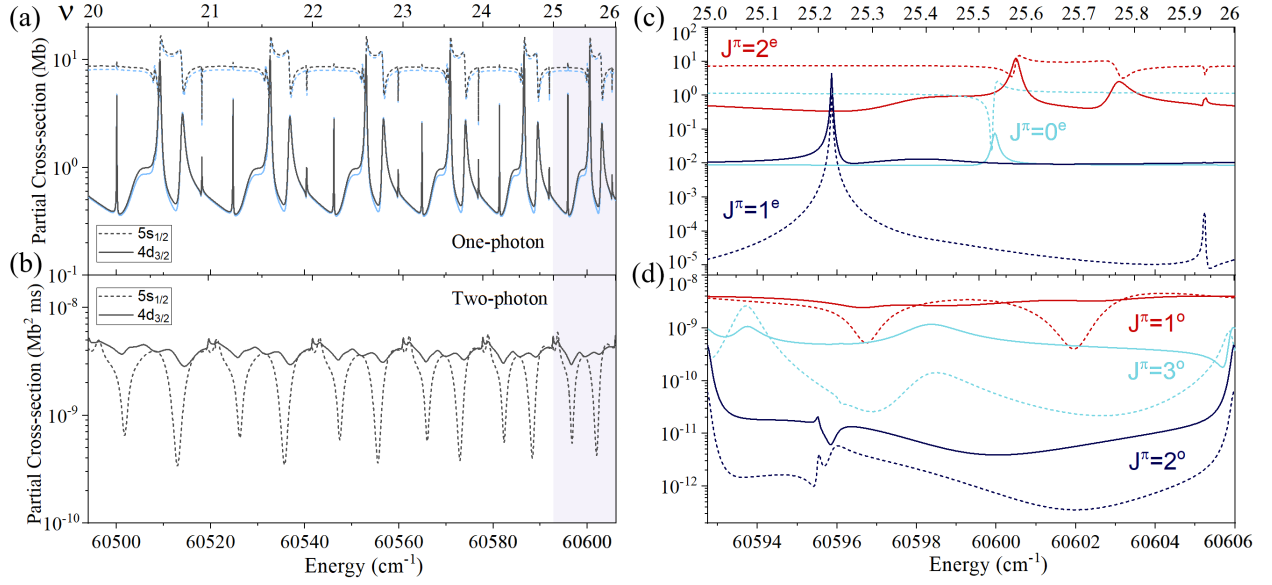 (a)
ν
20 21 22 23 24 25 26
Partial Cross-section (Mb)
10¹
10⁰
5s1/2
4d3/2
One-photon
(b)
Partial Cross-section (Mb² ms)
10⁻¹
10⁻⁸
10⁻⁹
10⁻¹⁰
5s1/2
4d3/2
Two-photon
60500 60520 60540 60560 60580 60600
Energy (cm⁻¹)
(c)
25.0 25.1 25.2 25.3 25.4 25.5 25.6 25.7 25.8 25.9 26
10²
10¹
10⁰
10⁻¹
10⁻²
10⁻³
10⁻⁴
10⁻⁵
Jπ=2e
Jπ=0e
Jπ=1e
(d)
10⁻⁸
10⁻⁹
10⁻¹⁰
10⁻¹¹
10⁻¹²
Jπ=1o
Jπ=3o
Jπ=2o
60594 60596 60598 60600 60602 60604 60606
Energy (cm⁻¹)